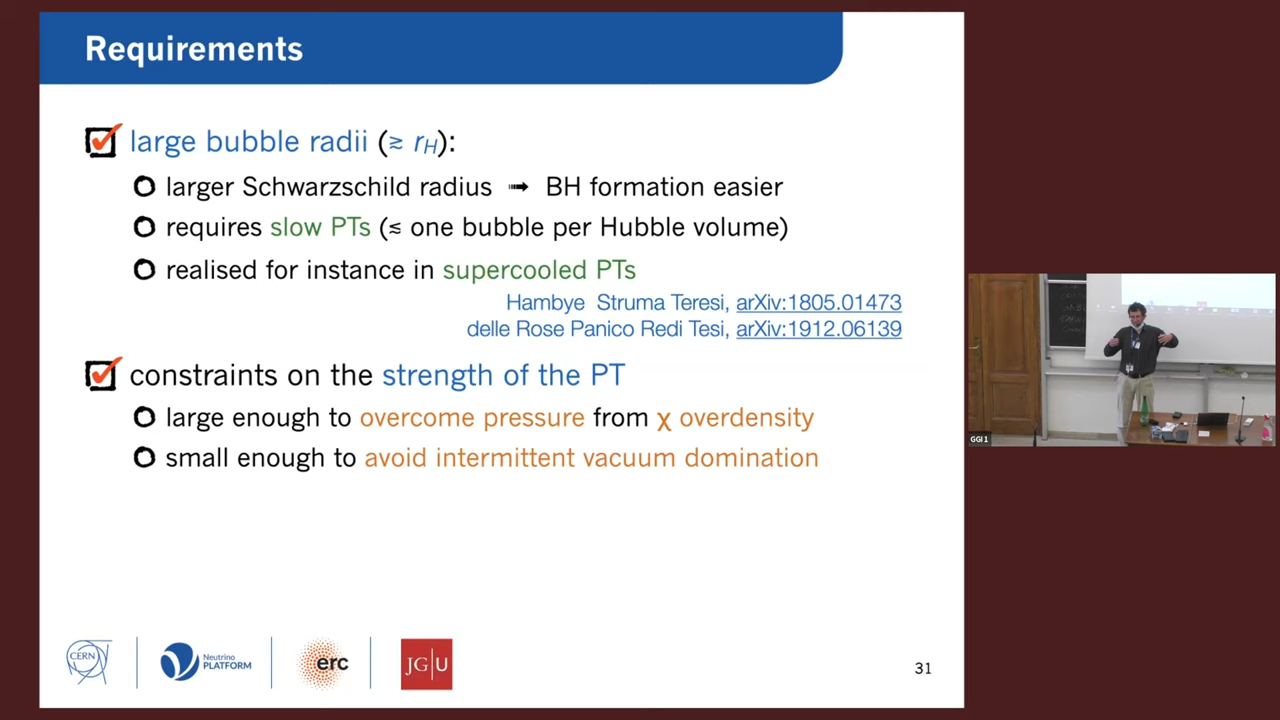 Requirements
large bubble radii (≳ rH):
larger Schwarzschild radius ➟ BH formation easier
requires slow PTs (≲ one bubble per Hubble volume)
realised for instance in supercooled PTs
Hambye Struma Teresi, arXiv:1805.01473
delle Rose Panico Redi Tesi, arXiv:1912.06139
constraints on the strength of the PT
large enough to overcome pressure from χ overdensity
small enough to avoid intermittent vacuum domination
CERN
Neutrino
PLATFORM
erc
JG|U
31
GGI 1